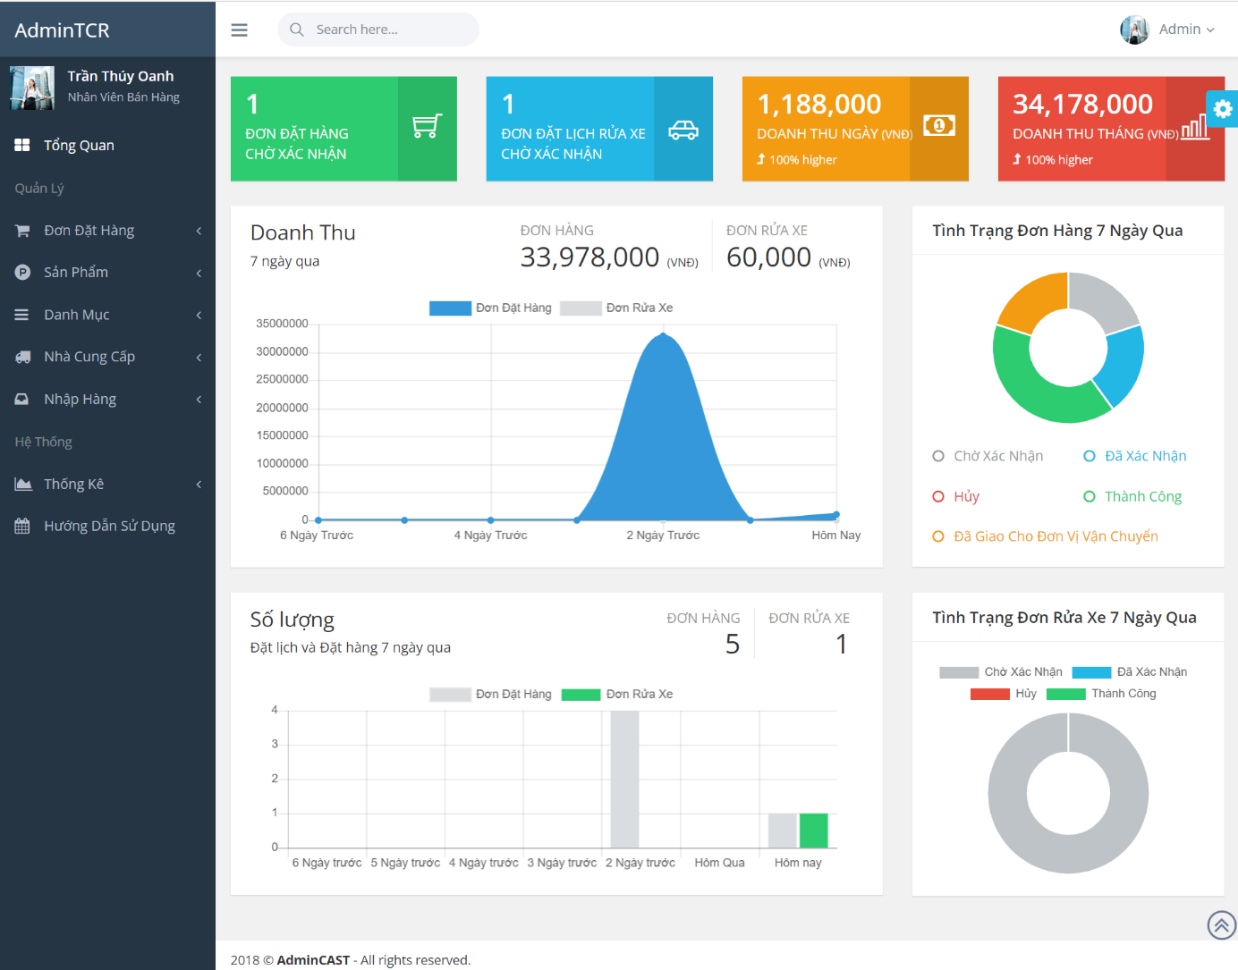 AdminTCR
Search here...
Admin
Trần Thúy Oanh
Nhân Viên Bán Hàng
Tổng Quan
Quản Lý
Đơn Đặt Hàng
Sản Phẩm
Danh Mục
Nhà Cung Cấp
Nhập Hàng
Hệ Thống
Thống Kê
Hướng Dẫn Sử Dụng
1
ĐƠN ĐẶT HÀNG
CHỜ XÁC NHẬN
1
ĐƠN ĐẶT LỊCH RỬA XE
CHỜ XÁC NHẬN
1,188,000
DOANH THU NGÀY (VNĐ)
100% higher
34,178,000
DOANH THU THÁNG (VNĐ)
100% higher
Doanh Thu
7 ngày qua
ĐƠN HÀNG
33,978,000 (VNĐ)
ĐƠN RỬA XE
60,000 (VNĐ)
Đơn Đặt Hàng Đơn Rửa Xe
35000000
30000000
25000000
20000000
15000000
10000000
5000000
0
6 Ngày Trước 4 Ngày Trước 2 Ngày Trước Hôm Nay
Tình Trạng Đơn Hàng 7 Ngày Qua
Chờ Xác Nhận Đã Xác Nhận
Hủy Thành Công
Đã Giao Cho Đơn Vị Vận Chuyển
Số lượng
Đặt lịch và Đặt hàng 7 ngày qua
ĐƠN HÀNG
5
ĐƠN RỬA XE
1
Đơn Đặt Hàng Đơn Rửa Xe
4
3
2
1
0
6 Ngày trước 5 Ngày trước 4 Ngày trước 3 Ngày trước 2 Ngày trước Hôm Qua Hôm nay
Tình Trạng Đơn Rửa Xe 7 Ngày Qua
Chờ Xác Nhận Đã Xác Nhận
Hủy Thành Công
2018 © AdminCAST - All rights reserved.